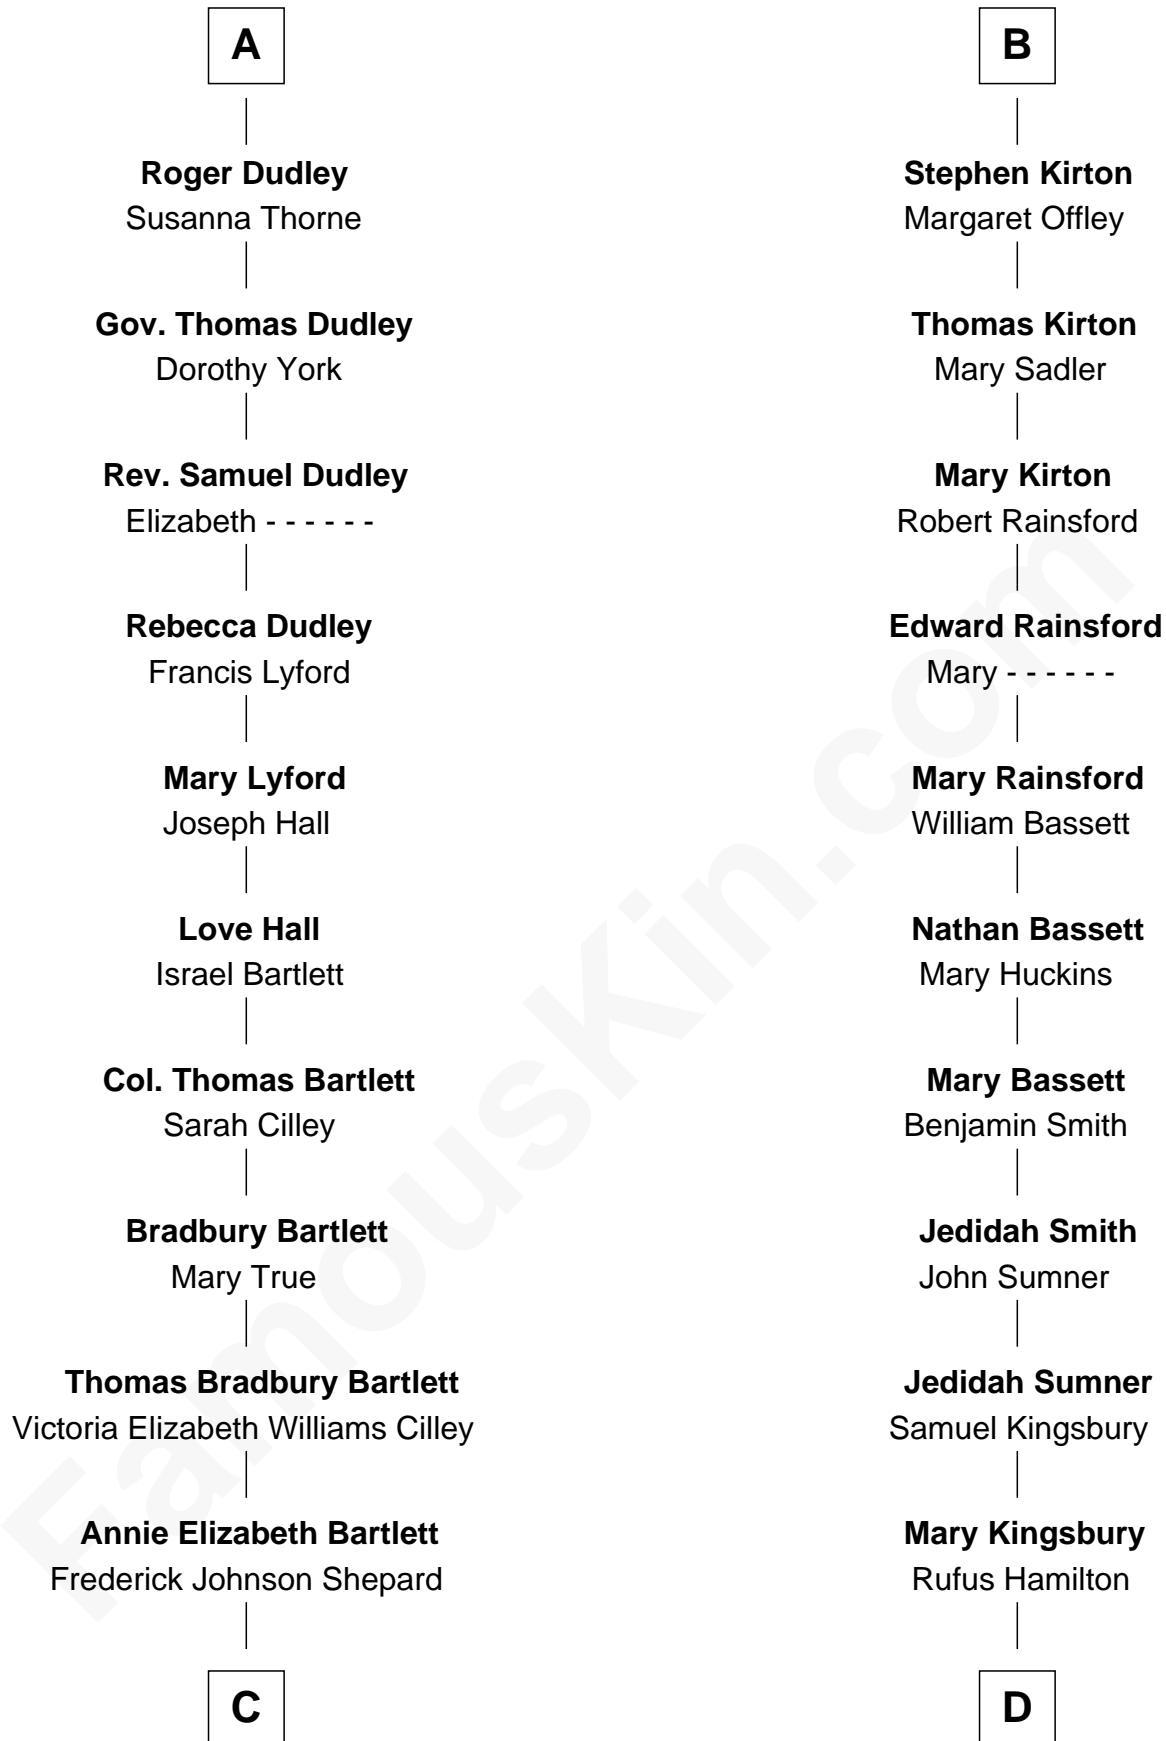 A
Roger Dudley
Susanna Thorne
Gov. Thomas Dudley
Dorothy York
Rev. Samuel Dudley
Elizabeth - - - - - -
Rebecca Dudley
Francis Lyford
Mary Lyford
Joseph Hall
Love Hall
Israel Bartlett
Col. Thomas Bartlett
Sarah Cilley
Bradbury Bartlett
Mary True
Thomas Bradbury Bartlett
Victoria Elizabeth Williams Cilley
Annie Elizabeth Bartlett
Frederick Johnson Shepard
C
B
Stephen Kirton
Margaret Offley
Thomas Kirton
Mary Sadler
Mary Kirton
Robert Rainsford
Edward Rainsford
Mary - - - - - -
Mary Rainsford
William Bassett
Nathan Bassett
Mary Huckins
Mary Bassett
Benjamin Smith
Jedidah Smith
John Sumner
Jedidah Sumner
Samuel Kingsbury
Mary Kingsbury
Rufus Hamilton
D
FamousKin.com